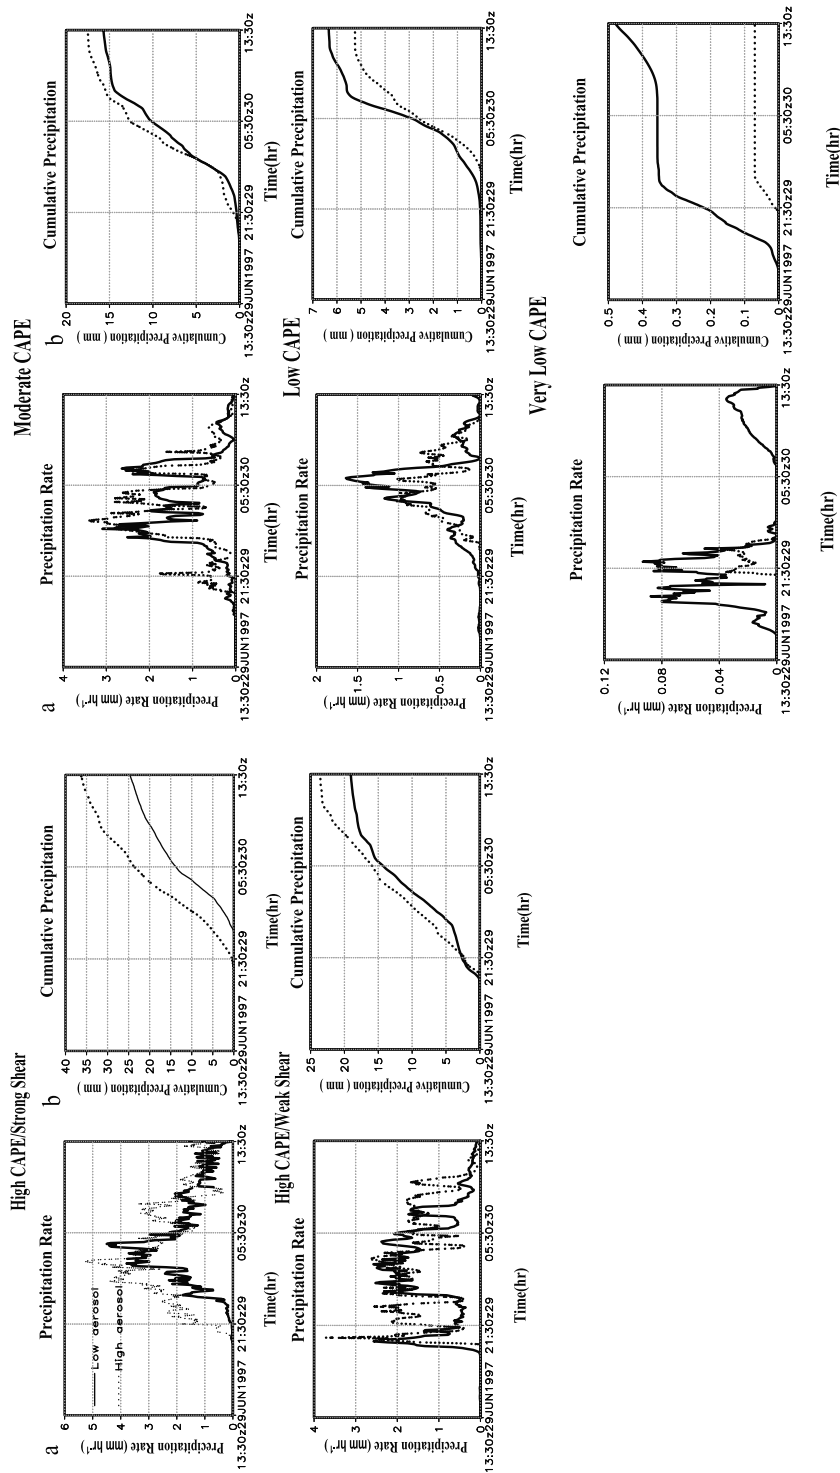 High CAPE/Strong Shear
a
Precipitation Rate
Precipitation Rate ( mm hr-1 )
6
5
4
3
2
1
0
Low aerosol
High aerosol
13:30z29JUN1997 21:30z29 05:30z30 13:30z
Time(hr)
b
Cumulative Precipitation
Cumulative Precipitation ( mm )
40
35
30
25
20
15
10
5
0
13:30z29JUN1997 21:30z29 05:30z30 13:30z
Time(hr)
High CAPE/Weak Shear
Precipitation Rate
Precipitation Rate ( mm hr-1 )
4
3
2
1
0
13:30z29JUN1997 21:30z29 05:30z30 13:30z
Time(hr)
Cumulative Precipitation
Cumulative Precipitation ( mm )
25
20
15
10
5
0
13:30z29JUN1997 21:30z29 05:30z30 13:30z
Time(hr)
Moderate CAPE
a
Precipitation Rate
Precipitation Rate ( mm hr-1 )
4
3
2
1
0
13:30z29JUN1997 21:30z29 05:30z30 13:30z
Time(hr)
b
Cumulative Precipitation
Cumulative Precipitation ( mm )
20
15
10
5
0
13:30z29JUN1997 21:30z29 05:30z30 13:30z
Time(hr)
Low CAPE
Precipitation Rate
Precipitation Rate ( mm hr-1 )
2
1.5
1
0.5
0
13:30z29JUN1997 21:30z29 05:30z30 13:30z
Time(hr)
Cumulative Precipitation
Cumulative Precipitation ( mm )
7
6
5
4
3
2
1
0
13:30z29JUN1997 21:30z29 05:30z30 13:30z
Time(hr)
Very Low CAPE
Precipitation Rate
Precipitation Rate ( mm hr-1 )
0.12
0.08
0.04
0
13:30z29JUN1997 21:30z29 05:30z30 13:30z
Time(hr)
Cumulative Precipitation
Cumulative Precipitation ( mm )
0.5
0.4
0.3
0.2
0.1
0
13:30z29JUN1997 21:30z29 05:30z30 13:30z
Time(hr)